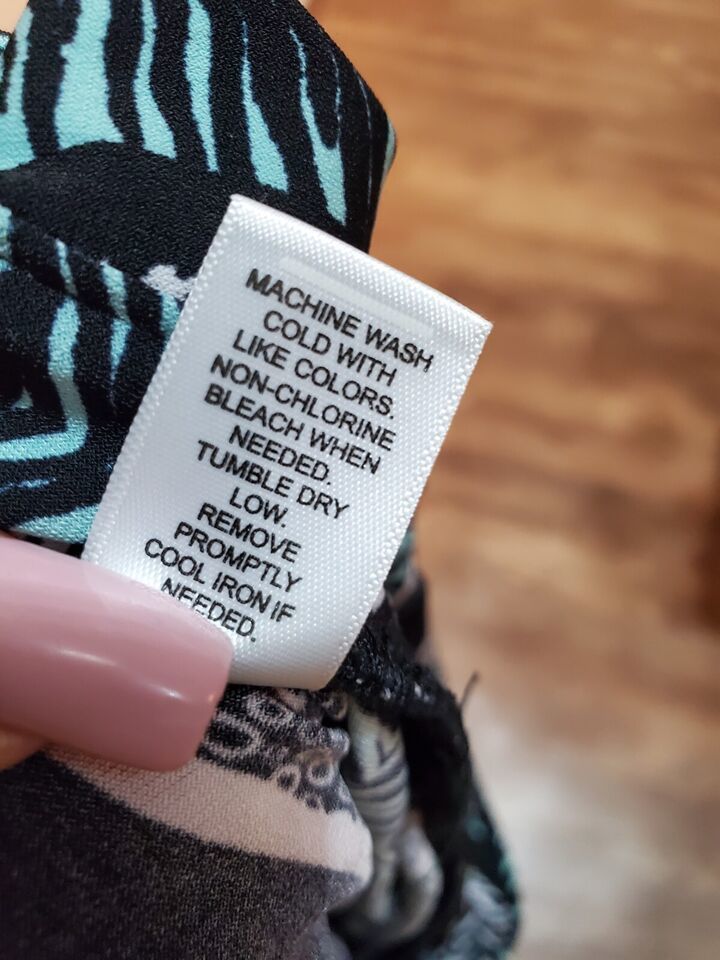 MACHINE WASH
COLD WITH
LIKE COLORS.
NON-CHLORINE
BLEACH WHEN
NEEDED.
TUMBLE DRY
LOW.
REMOVE
PROMPTLY
COOL IRON IF
NEEDED.